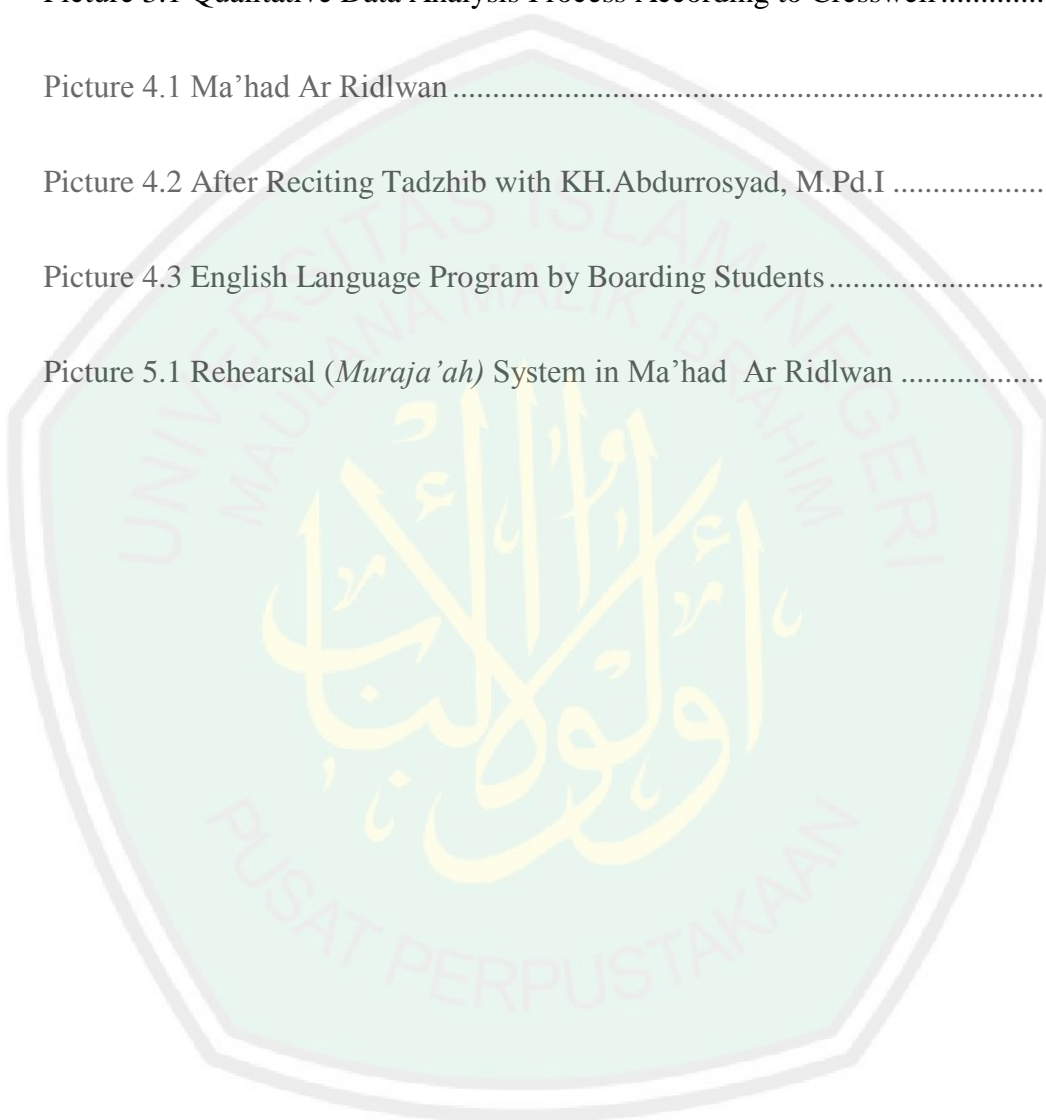 Picture 3.1 Qualitative Data Analysis Process According to Cresswell.............
Picture 4.1 Ma’had Ar Ridlwan..........................................................................
Picture 4.2 After Reciting Tadzhib with KH.Abdurrosyad, M.Pd.I ...................
Picture 4.3 English Language Program by Boarding Students...........................
Picture 5.1 Rehearsal (Muraja’ah) System in Ma’had Ar Ridlwan ..................
UNIVERSITAS ISLAM NEGERI
MAULANA MALIK IBRAHIM
PUSAT PERPUSTAKAAN